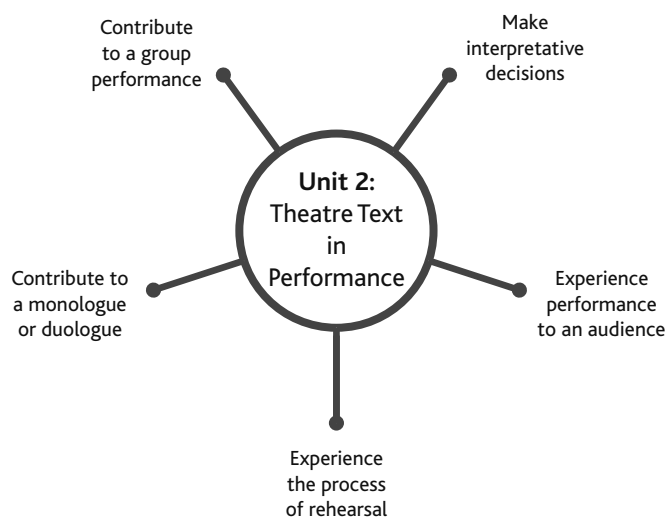 Contribute
to a group
performance
Make
interpretative
decisions
Unit 2:
Theatre Text
in
Performance
Contribute to
a monologue
or duologue
Experience
performance
to an audience
Experience
the process
of rehearsal